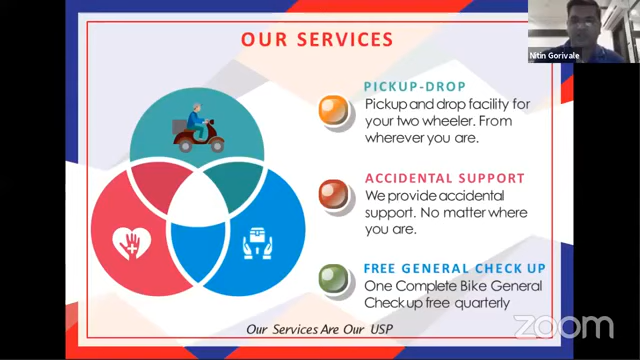 OUR SERVICES
Nitin Gorivale
PICKUP-DROP
Pickup and drop facility for
your two wheeler. From
wherever you are.
ACCIDENTAL SUPPORT
We provide accidental
support. No matter where
you are.
FREE GENERAL CHECK UP
One Complete Bike General
Check up free quarterly
Our Services Are Our USP
zoom